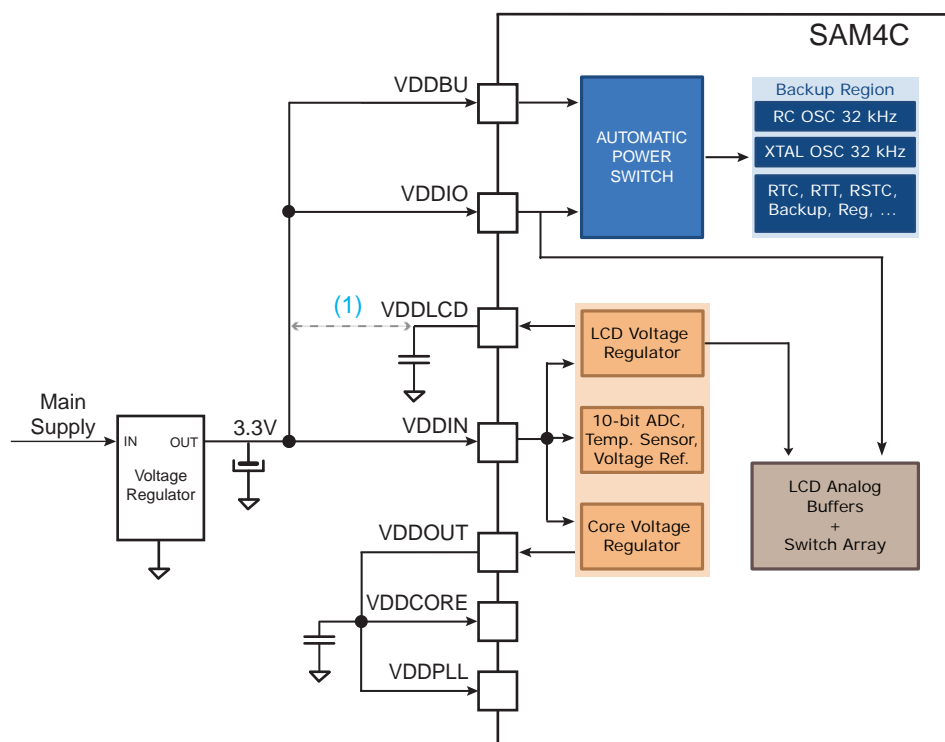 SAM4C
VDDBU
AUTOMATIC
POWER
SWITCH
Backup Region
RC OSC 32 kHz
XTAL OSC 32 kHz
RTC, RTT, RSTC,
Backup, Reg, ...
VDDIO
(1)
VDDLCD
LCD Voltage
Regulator
Main
Supply
IN
OUT
Voltage
Regulator
3.3V
VDDIN
10-bit ADC,
Temp. Sensor,
Voltage Ref.
LCD Analog
Buffers
+
Switch Array
VDDOUT
Core Voltage
Regulator
VDDCORE
VDDPLL